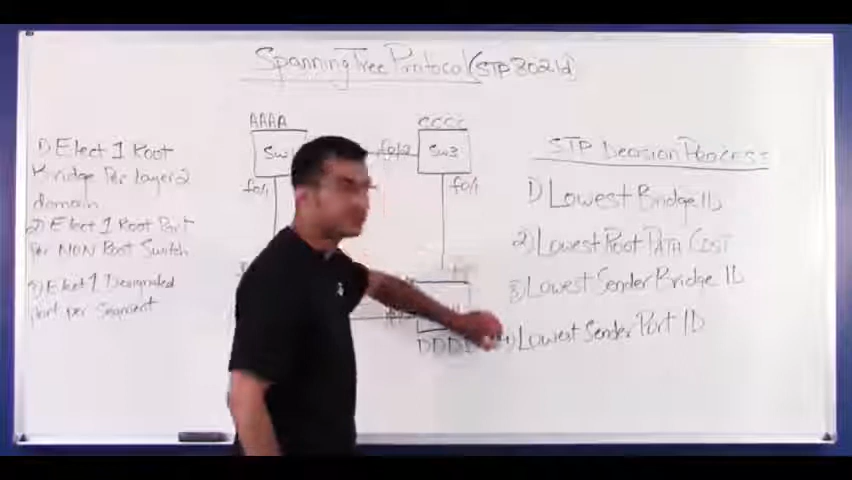 Spanning Tree Protocol (STP 802.1d)
1) Elect 1 Root
Bridge Per layer 2
domain
2) Elect 1 Root Port
Per NON Root Switch
3) Elect 1 Designated
port per Segment
AAAA
CCCC
Sw1
fo/2
Sw3
fo/1
fo/1
DDDD
STP Decision Process
1) Lowest Bridge ID
2) Lowest Root PATH COST
3) Lowest Sender Bridge ID
4) Lowest Sender Port ID